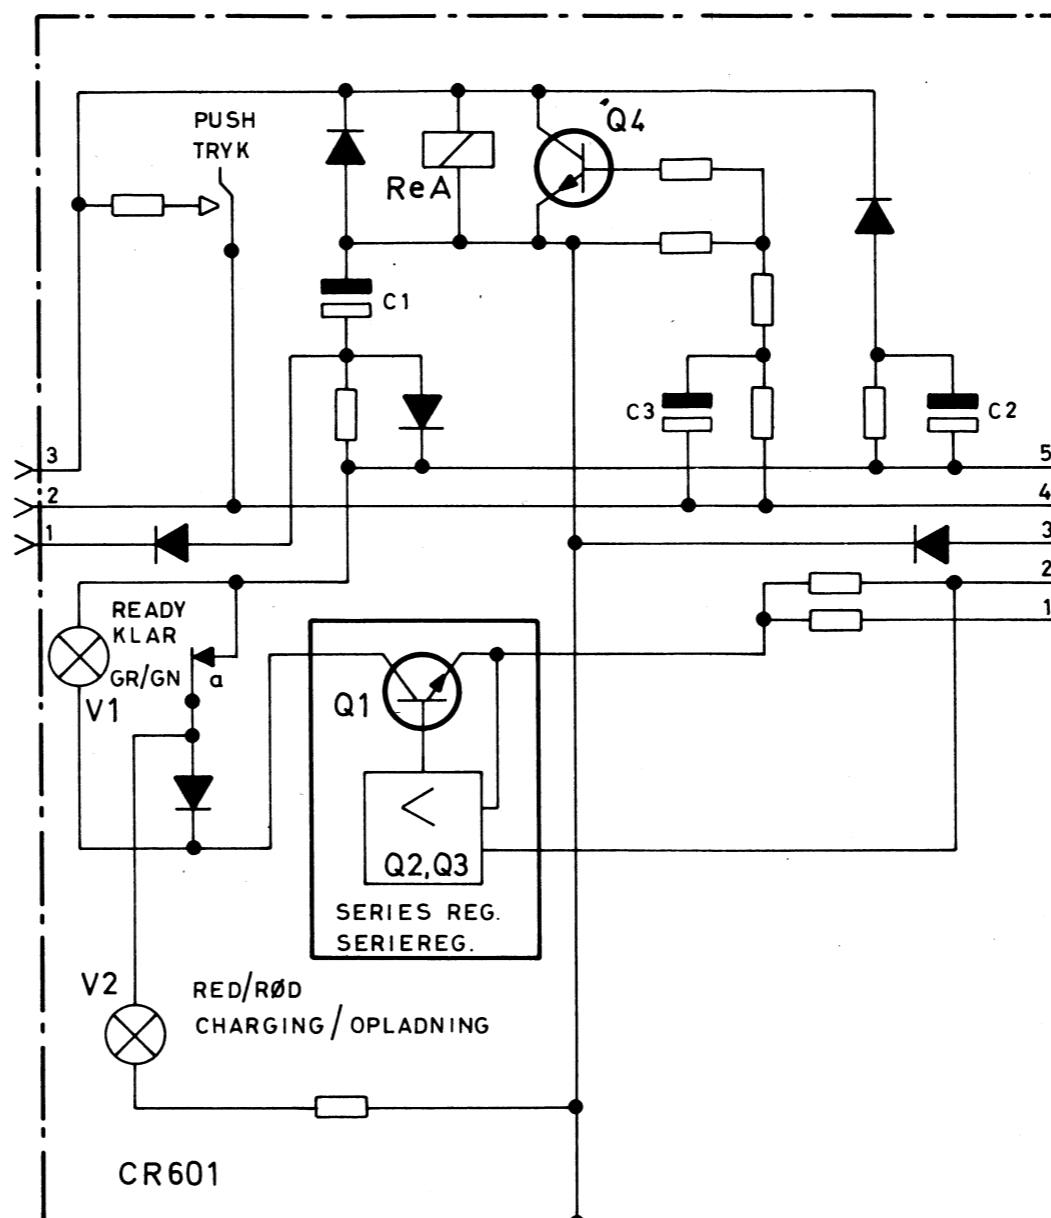 PUSH
TRYK
Q4
ReA
C1
C3
C2
3
2
1
5
4
3
2
1
READY
KLAR
GR/GN
a
V1
Q1
<
Q2,Q3
SERIES REG.
SERIEREG.
V2
RED/RØD
CHARGING/OPLADNING
CR601